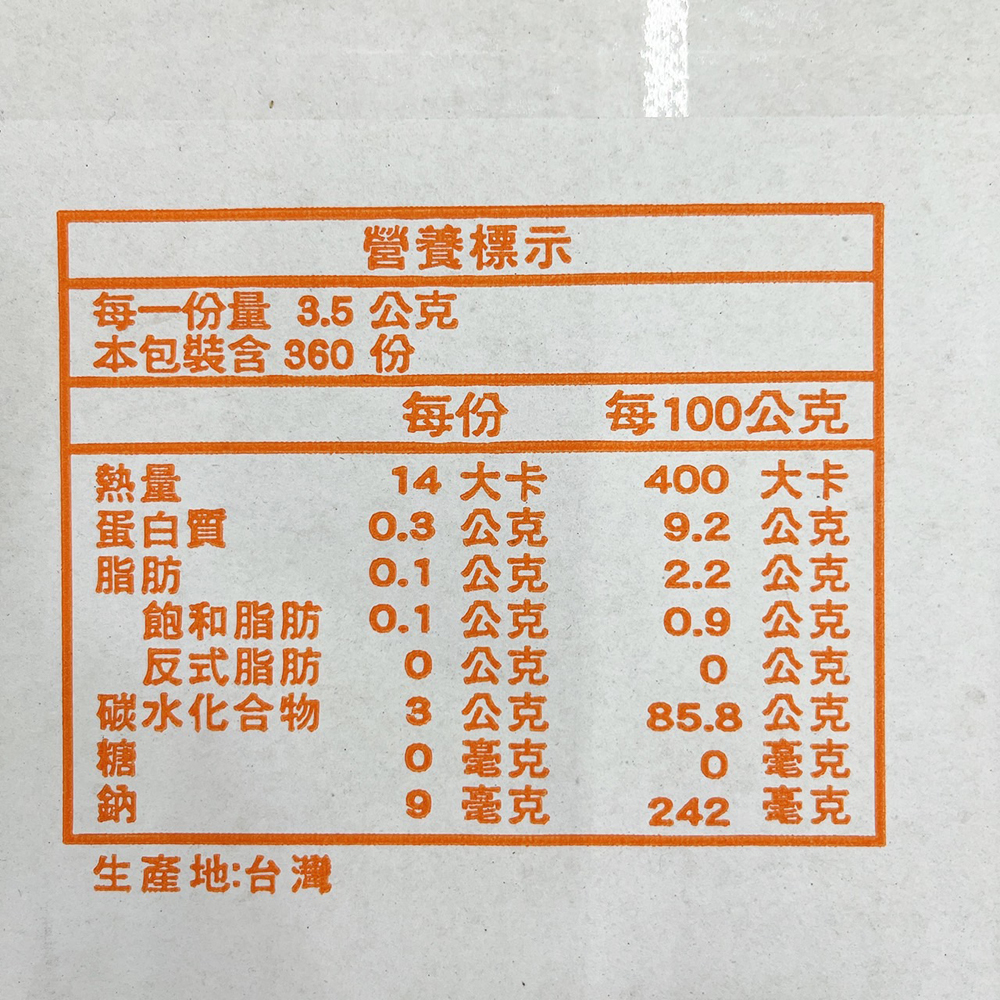 營養標示
每一份量 3.5 公克
本包裝含 360 份
每份 每100公克
熱量 14 大卡 400 大卡
蛋白質 0.3 公克 9.2 公克
脂肪 0.1 公克 2.2 公克
飽和脂肪 0.1 公克 0.9 公克
反式脂肪 0 公克 0 公克
碳水化合物 3 公克 85.8 公克
糖 0 毫克 0 毫克
鈉 9 毫克 242 毫克
生產地:台灣